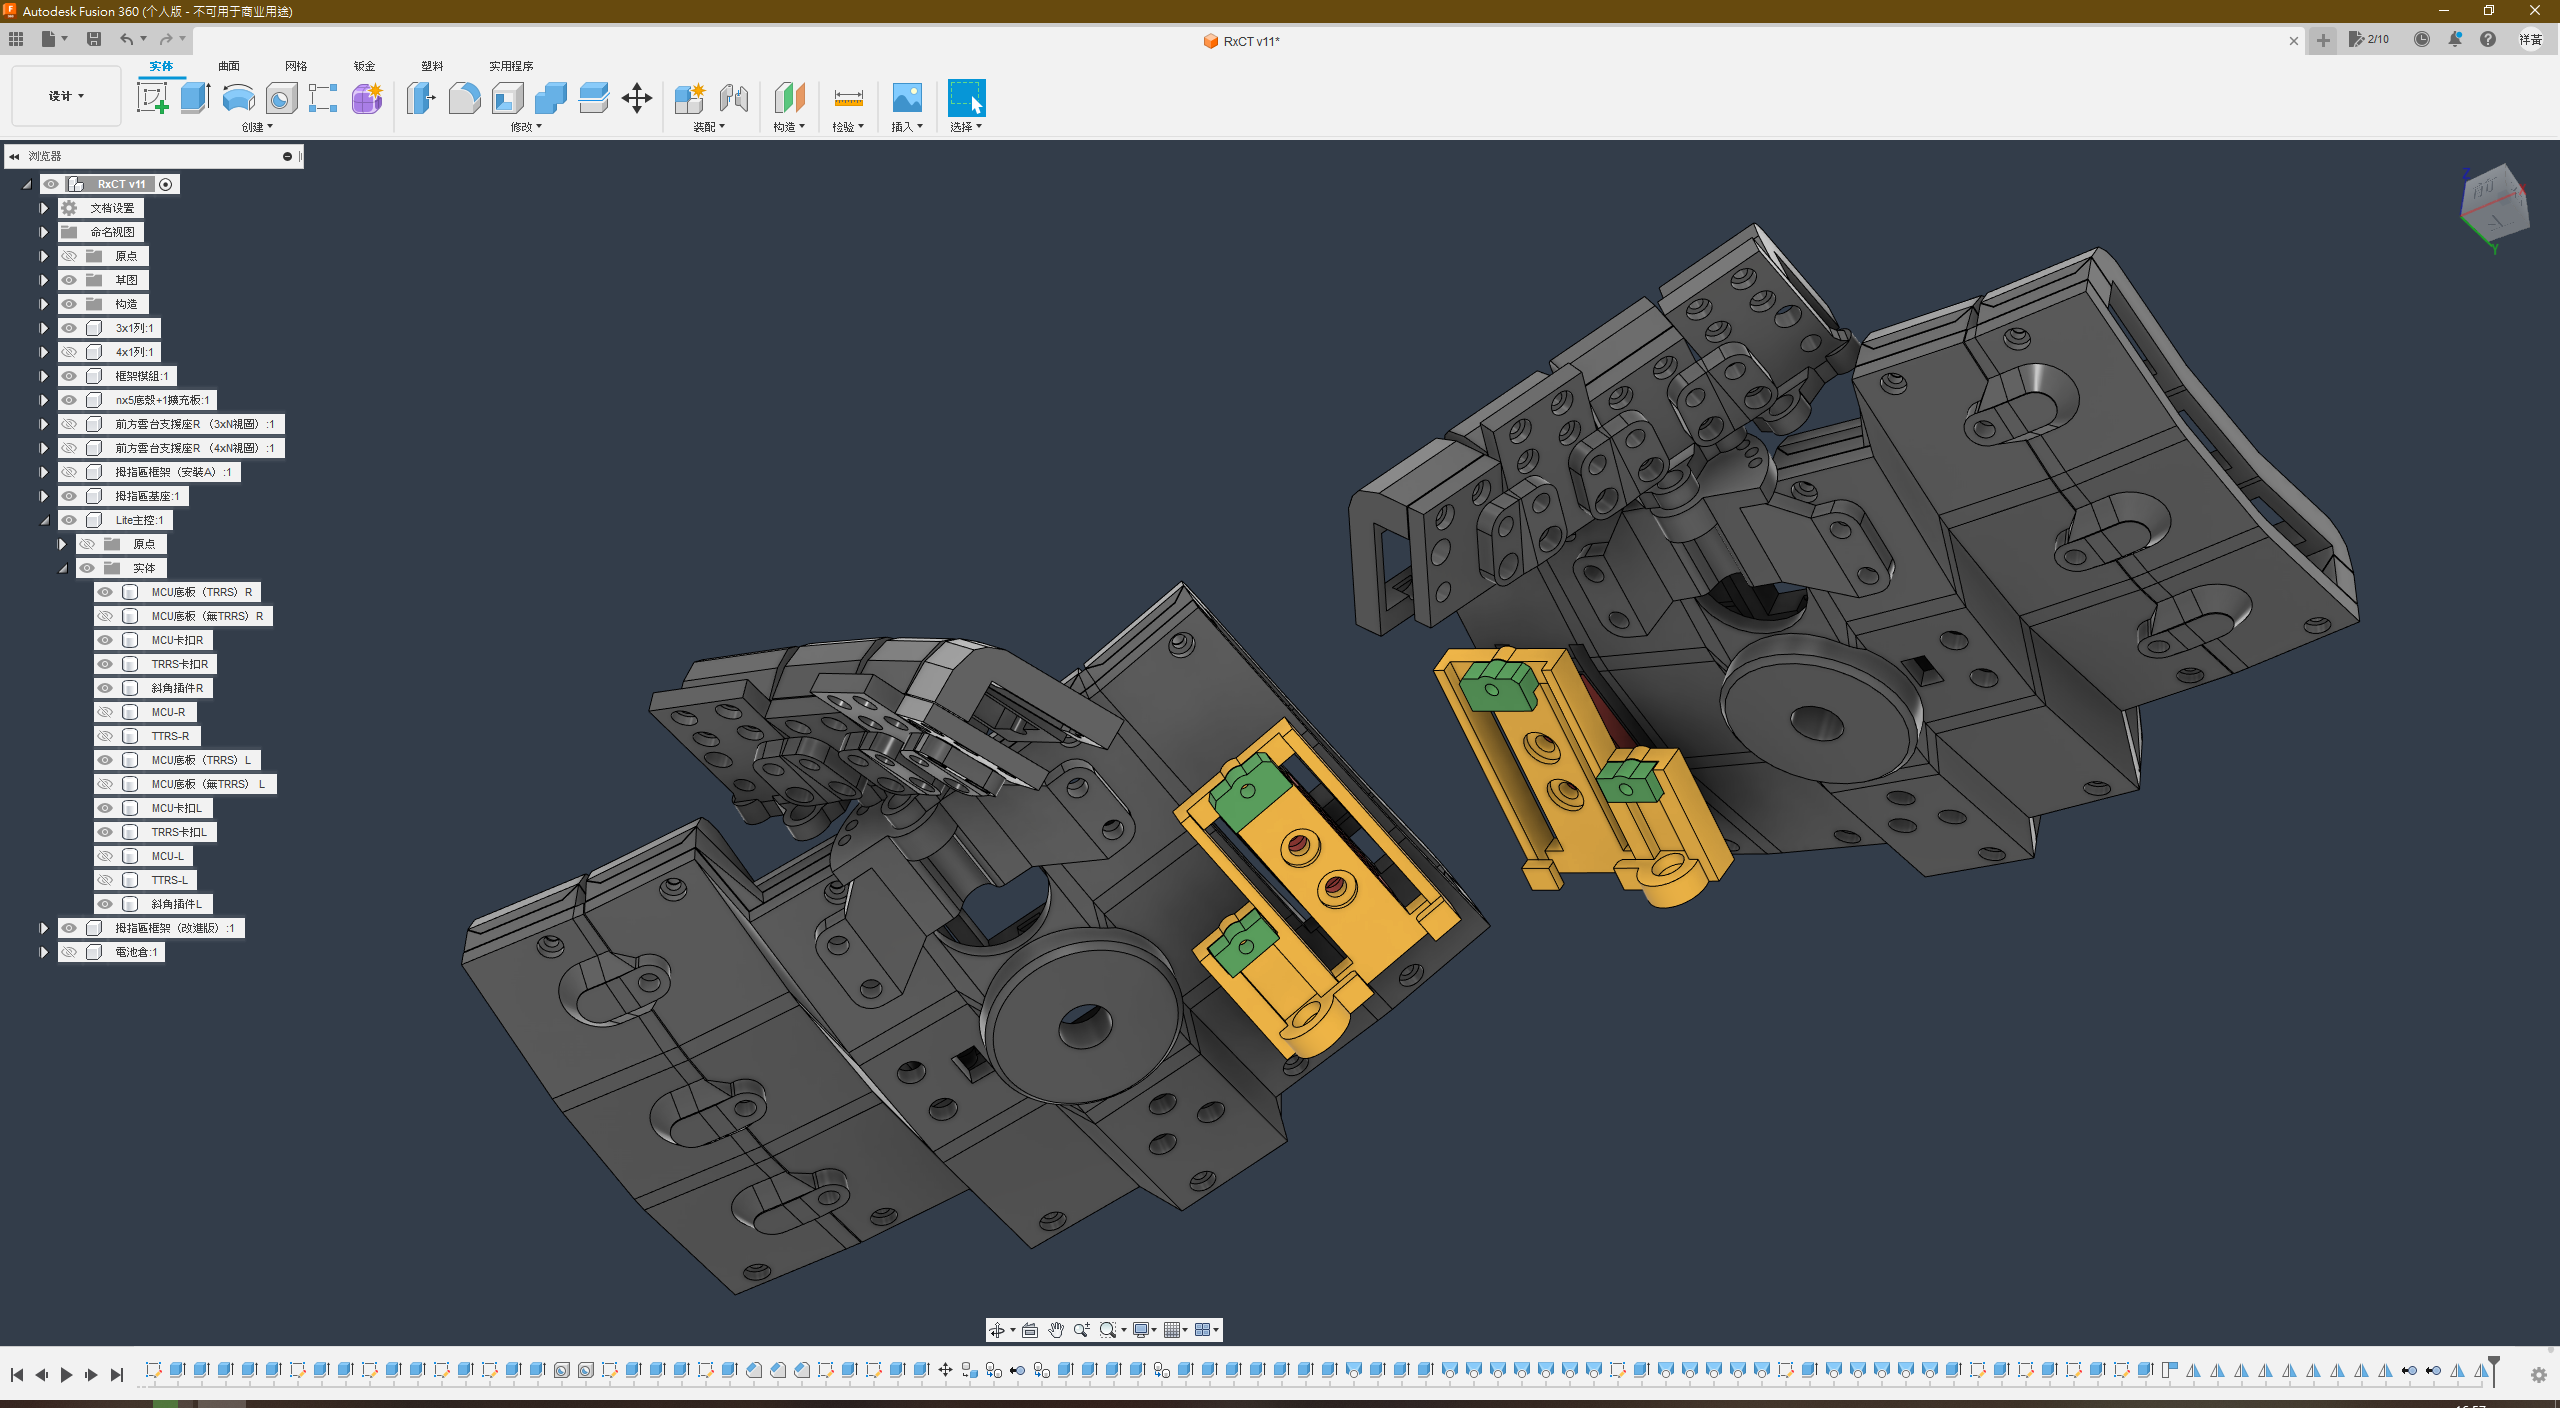 Autodesk Fusion 360 (个人版 - 不可用于商业用途)
RxCT v11*
2/10
祥黃
实体 曲面 网格 钣金 塑料 实用程序
设计
创建 修改 装配 构造 检验 插入 选择
浏览器
RxCT v11
文档设置
命名视图
原点
草图
构造
3x1列:1
4x1列:1
框架模組:1
nx5底殼+1擴充板:1
前方雲台支援座R（3xN視圖）:1
前方雲台支援座R（4xN視圖）:1
拇指區框架（安裝A）:1
拇指區基座:1
Lite主控:1
原点
实体
MCU底板（TRRS）R
MCU底板（無TRRS）R
MCU卡扣R
TRRS卡扣R
斜角插件R
MCU-R
TTRS-R
MCU底板（TRRS）L
MCU底板（無TRRS） L
MCU卡扣L
TRRS卡扣L
MCU-L
TTRS-L
斜角插件L
拇指區框架（改進版）:1
電池倉:1
Z
X
Y